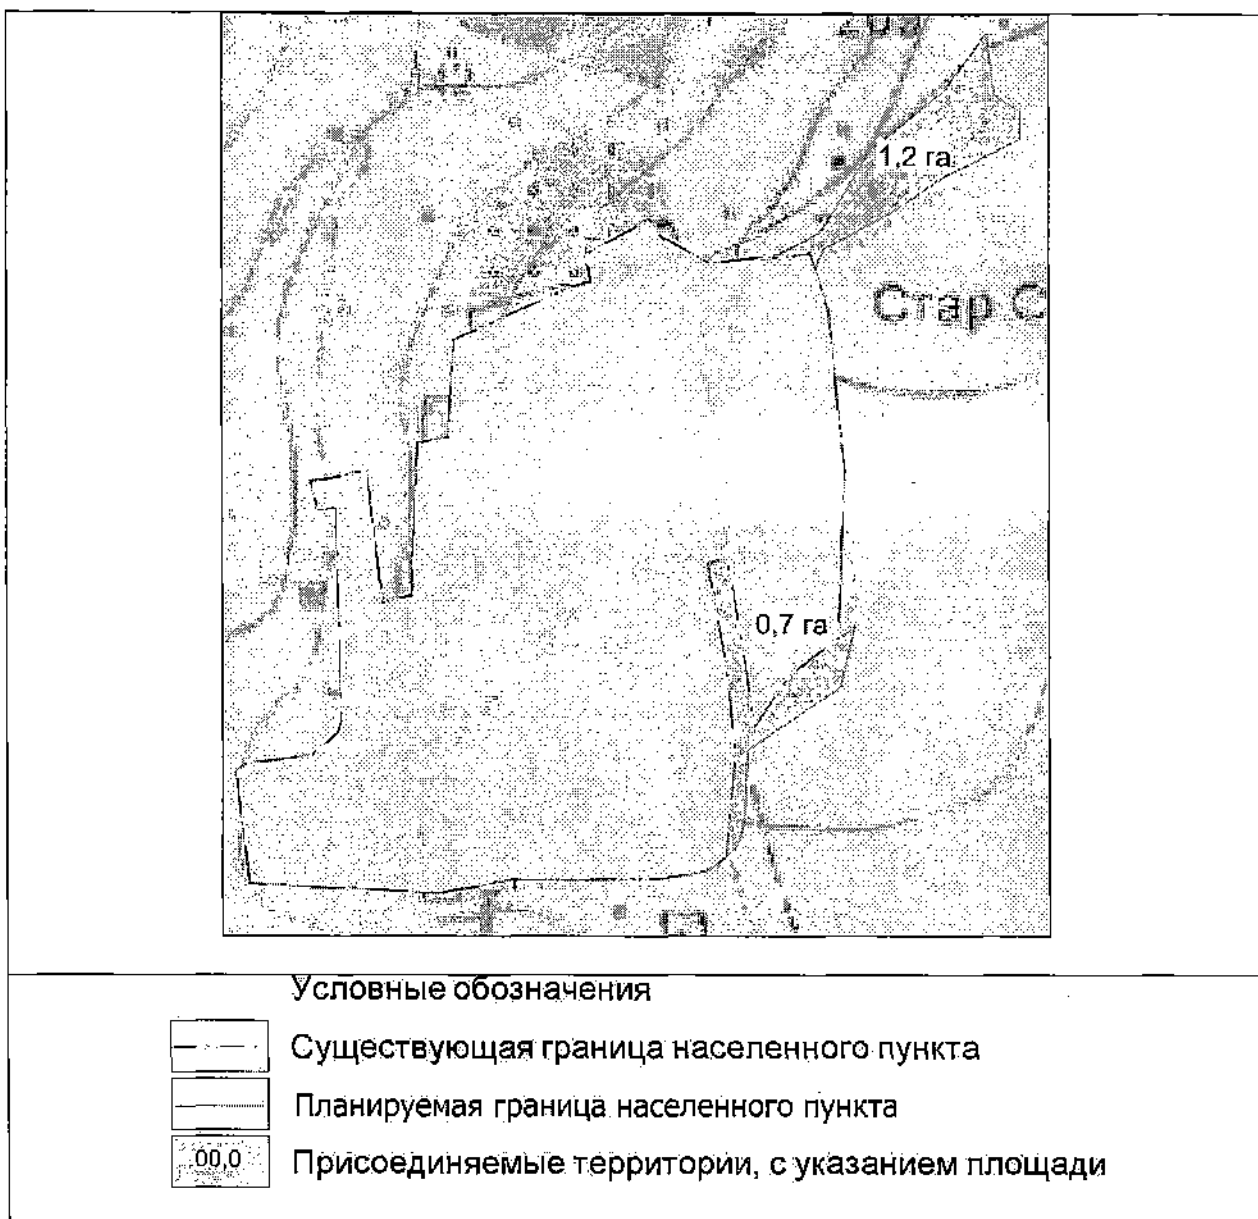 1,2 га
Стар С
0,7 га
Условные обозначения
Существующая граница населенного пункта
Планируемая граница населенного пункта
00,0 Присоединяемые территории, с указанием площади